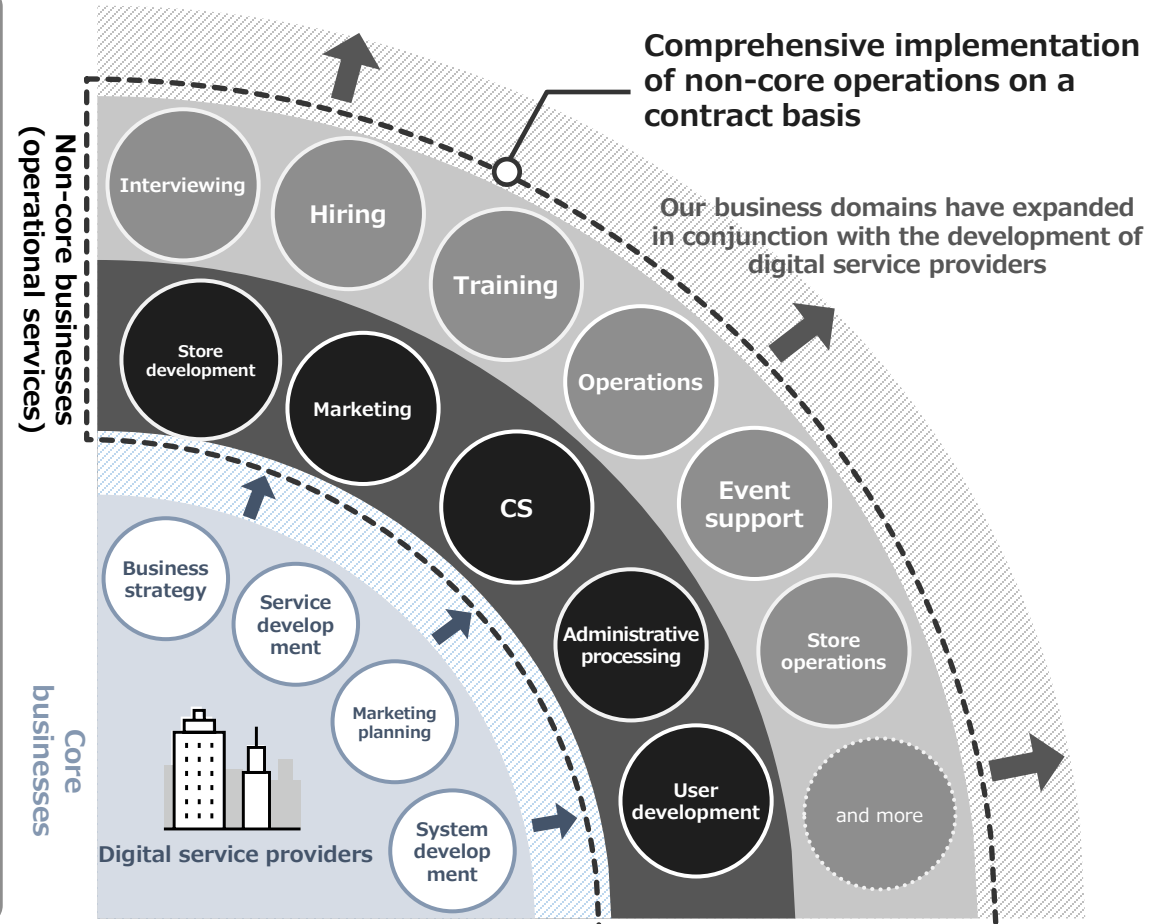 Comprehensive implementation
of non-core operations on a
contract basis
Our business domains have expanded
in conjunction with the development of
digital service providers
Non-core businesses
(operational services)
Interviewing
Hiring
Training
Operations
Event
support
Store
operations
and more
Store
development
Marketing
CS
Administrative
processing
User
development
Core
businesses
Business
strategy
Service
develop
ment
Marketing
planning
System
develop
ment
Digital service providers